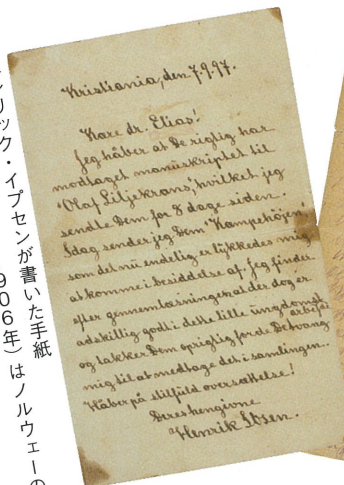 Kristiania, den 7.9.97.
Kære dr. Elias!
Jeg håber at De rigtig har
modtaget manuskriptet til
"Olaf Liljekrans", hvilket jeg
sendte Dem for 8 dage siden.
Idag sender jeg Dem "Kæmpehöjen"
som det nu endelig er lykkedes mig
at komme i besiddelse af. Jeg finder
efter gennemlæsningen at der dog er
adskilligt godt i dette lille ungdoms-
arbejde
og takker Dem oprigtig fordi De tvang
mig til at medtage det i samlingen.
Håber på stilfuld oversættelse!
Deres hengivne
Henrik Ibsen.
リック・イプセンが書いた手紙
906年）はノルウェーの